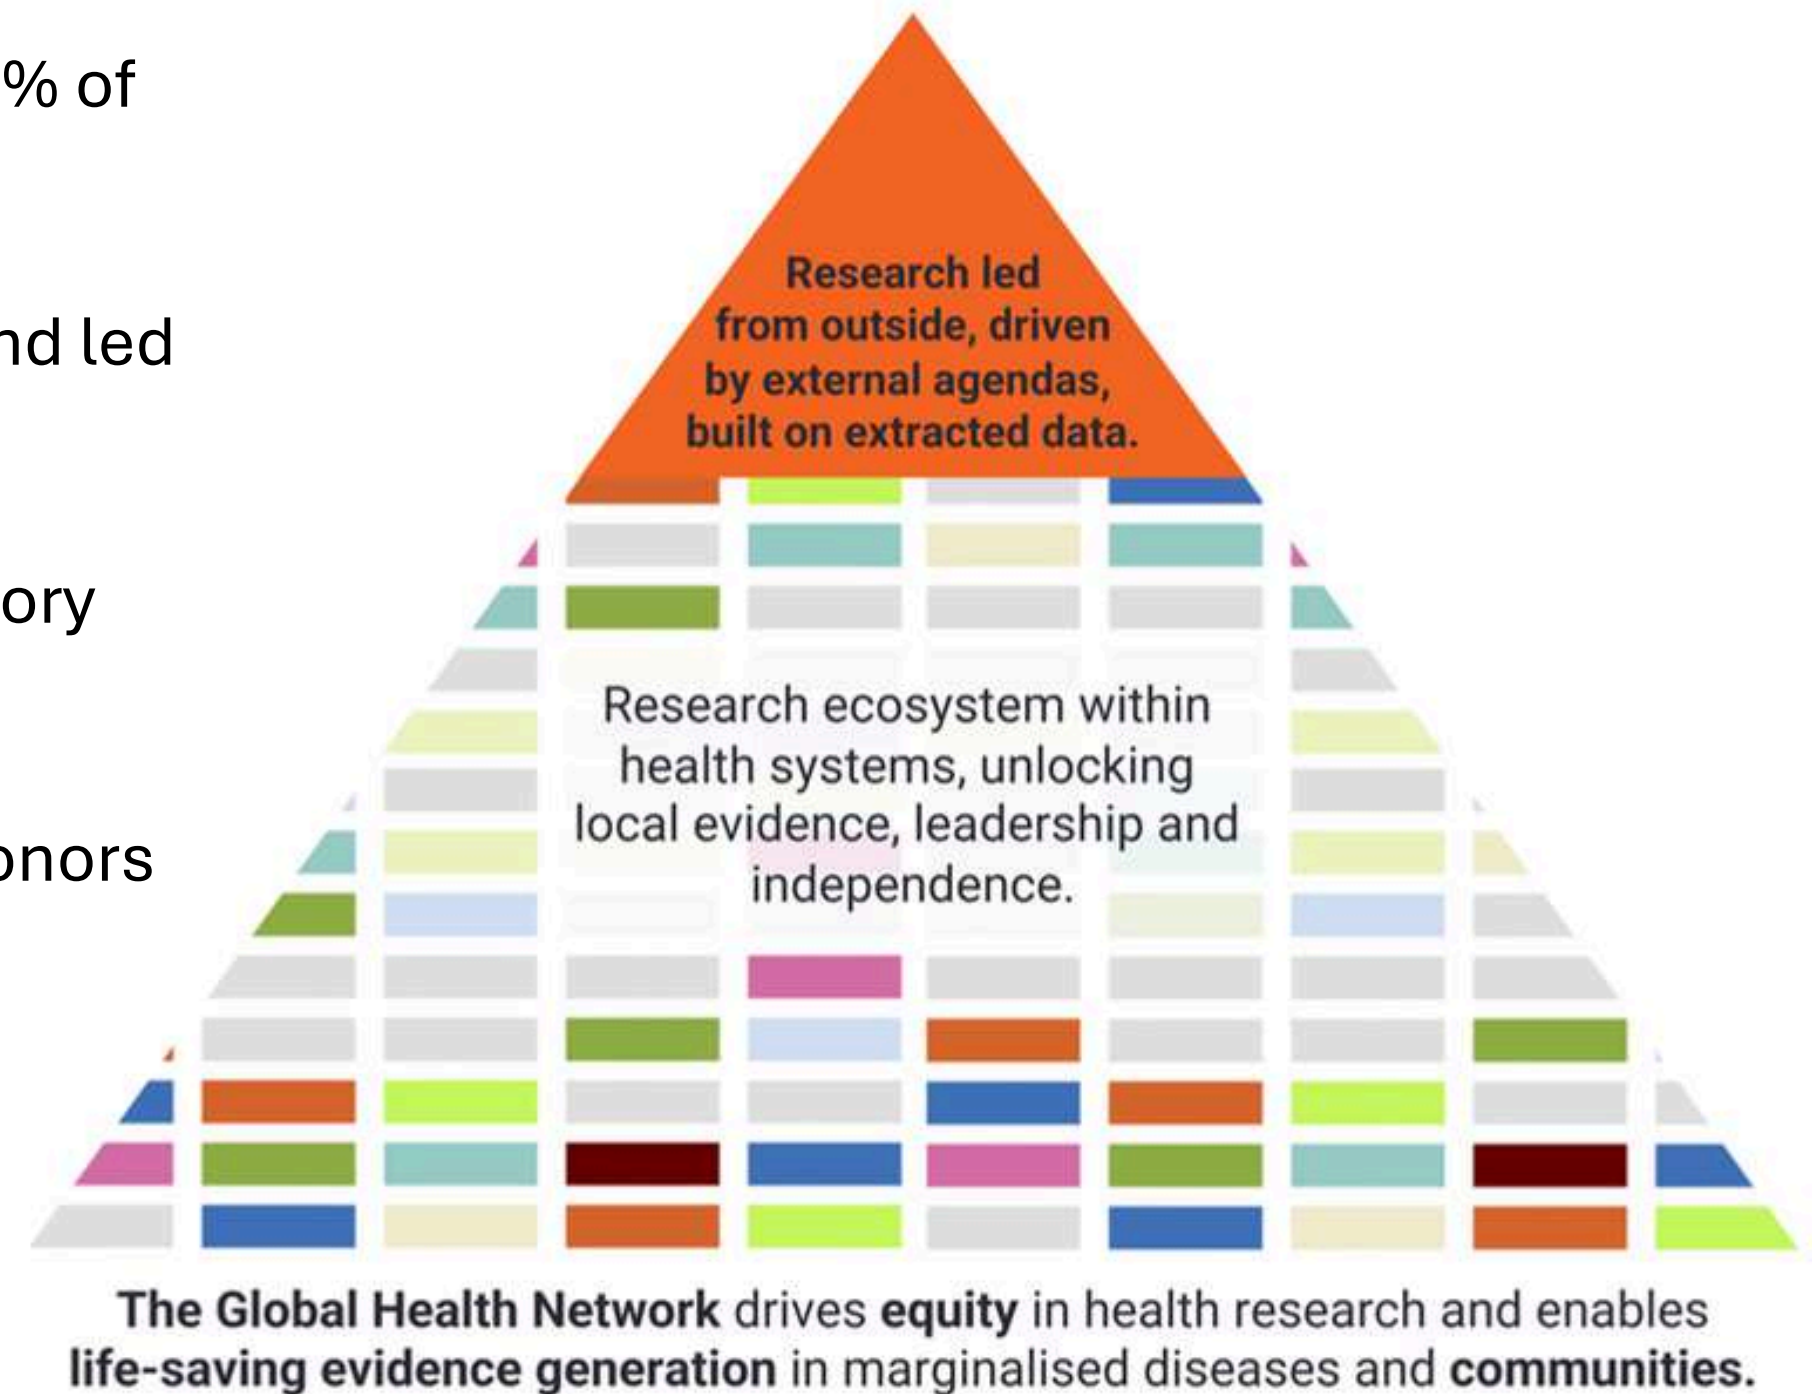 % of
nd led
ory
onors
Research led
from outside, driven
by external agendas,
built on extracted data.
Research ecosystem within
health systems, unlocking
local evidence, leadership and
independence.
The Global Health Network drives equity in health research and enables
life-saving evidence generation in marginalised diseases and communities.